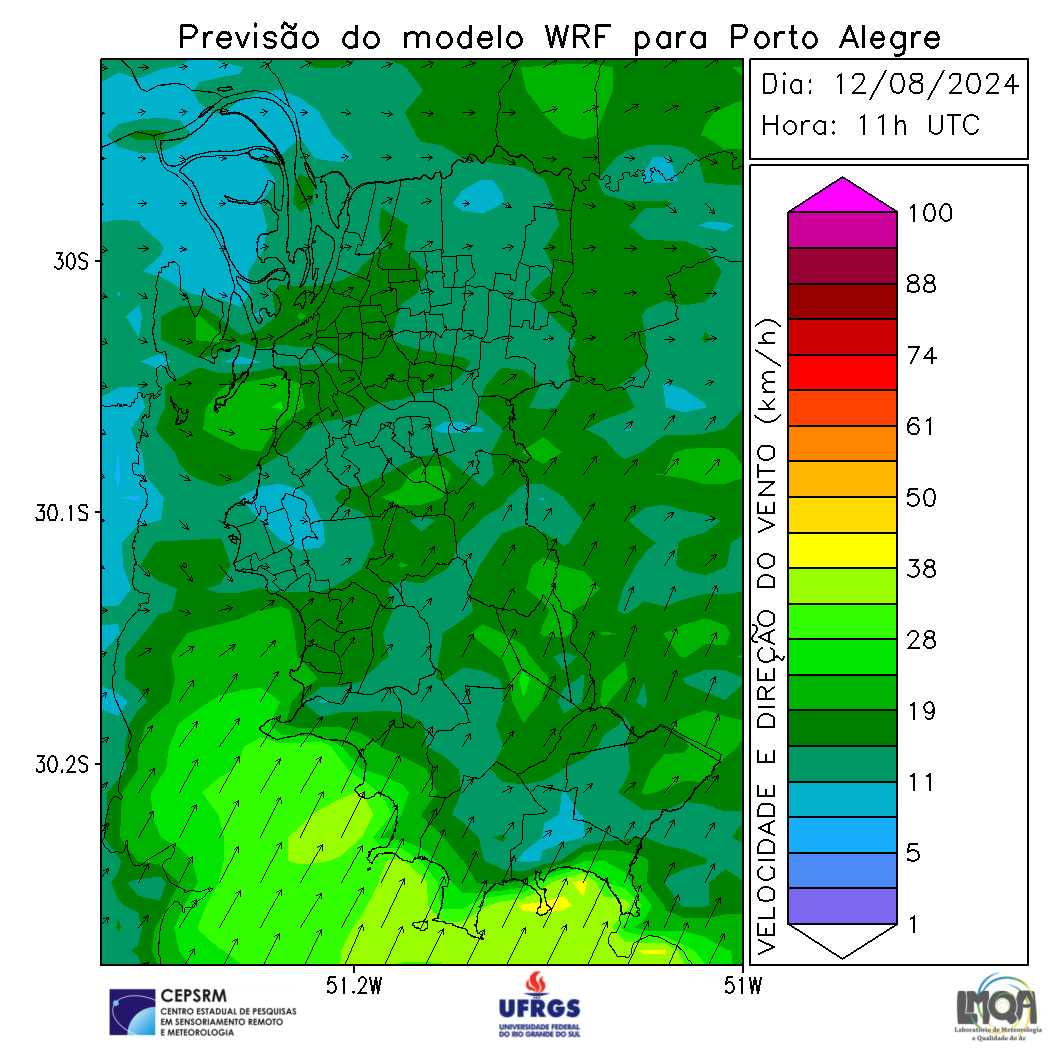 Previsão do modelo WRF para Porto Alegre
Dia: 12/08/2024
Hora: 11h UTC
30S
30.1S
30.2S
51.2W
51W
VELOCIDADE E DIREÇÃO DO VENTO (km/h)
100
88
74
61
50
38
28
19
11
5
1
CEPSRM
CENTRO ESTADUAL DE PESQUISAS
EM SENSORIAMENTO REMOTO
E METEOROLOGIA
UFRGS
UNIVERSIDADE FEDERAL
DO RIO GRANDE DO SUL
LMQA
Laboratório de Meteorologia
e Qualidade do Ar